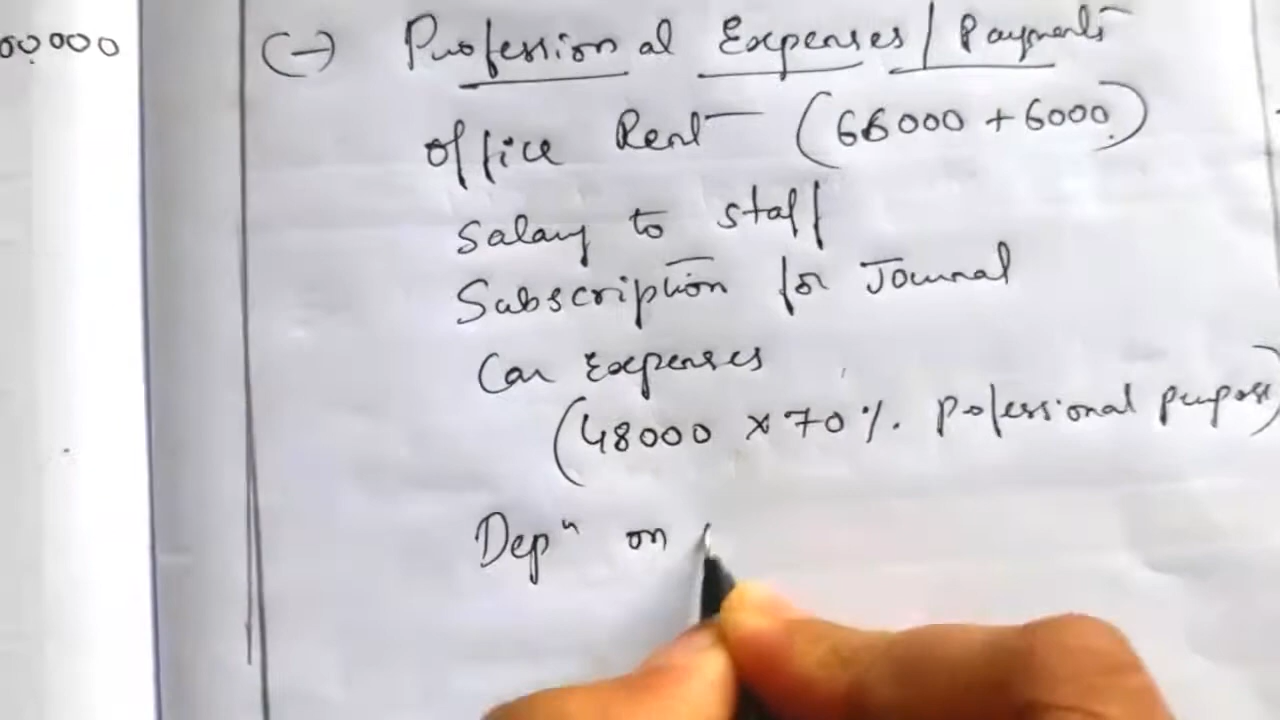 00.000
(-) Professional Expenses / Payments
Office Rent (66000 + 6000)
Salary to staff
Subscription for Journal
Car Expenses
(48000 x 70%. Pofessional purpose)
Depⁿ on